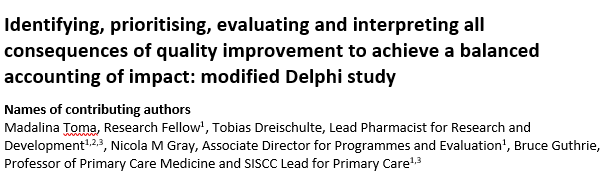 Identifying, prioritising, evaluating and interpreting all
consequences of quality improvement to achieve a balanced
accounting of impact: modified Delphi study
Names of contributing authors
Madalina Toma, Research Fellow¹, Tobias Dreischulte, Lead Pharmacist for Research and
Development¹,²,³, Nicola M Gray, Associate Director for Programmes and Evaluation¹, Bruce Guthrie,
Professor of Primary Care Medicine and SISCC Lead for Primary Care¹,³